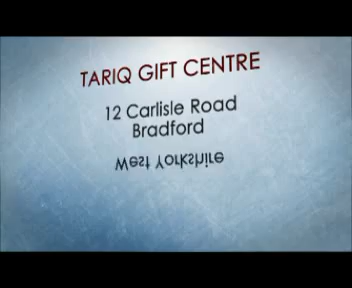 TARIQ GIFT CENTRE
12 Carlisle Road
Bradford
West Yorkshire